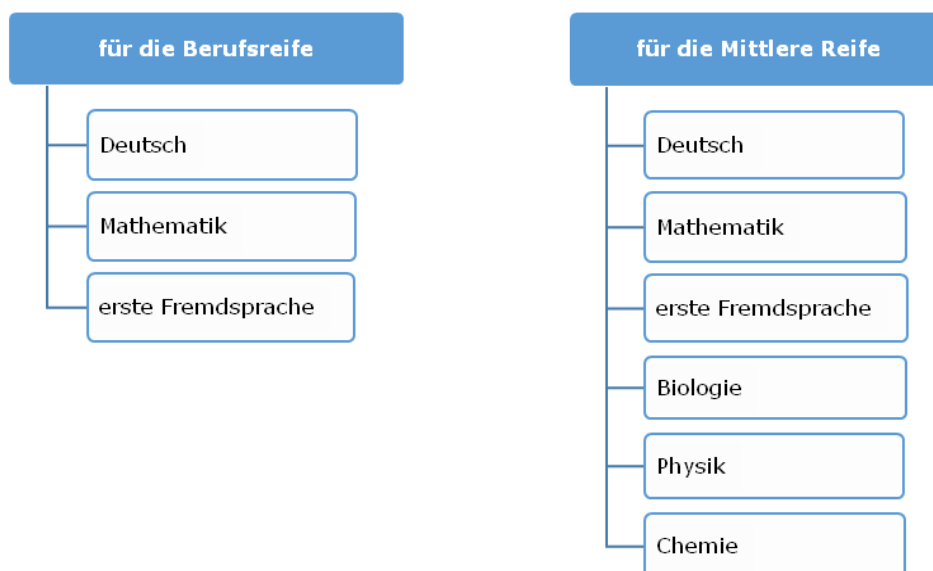 für die Berufsreife
Deutsch
Mathematik
erste Fremdsprache
für die Mittlere Reife
Deutsch
Mathematik
erste Fremdsprache
Biologie
Physik
Chemie